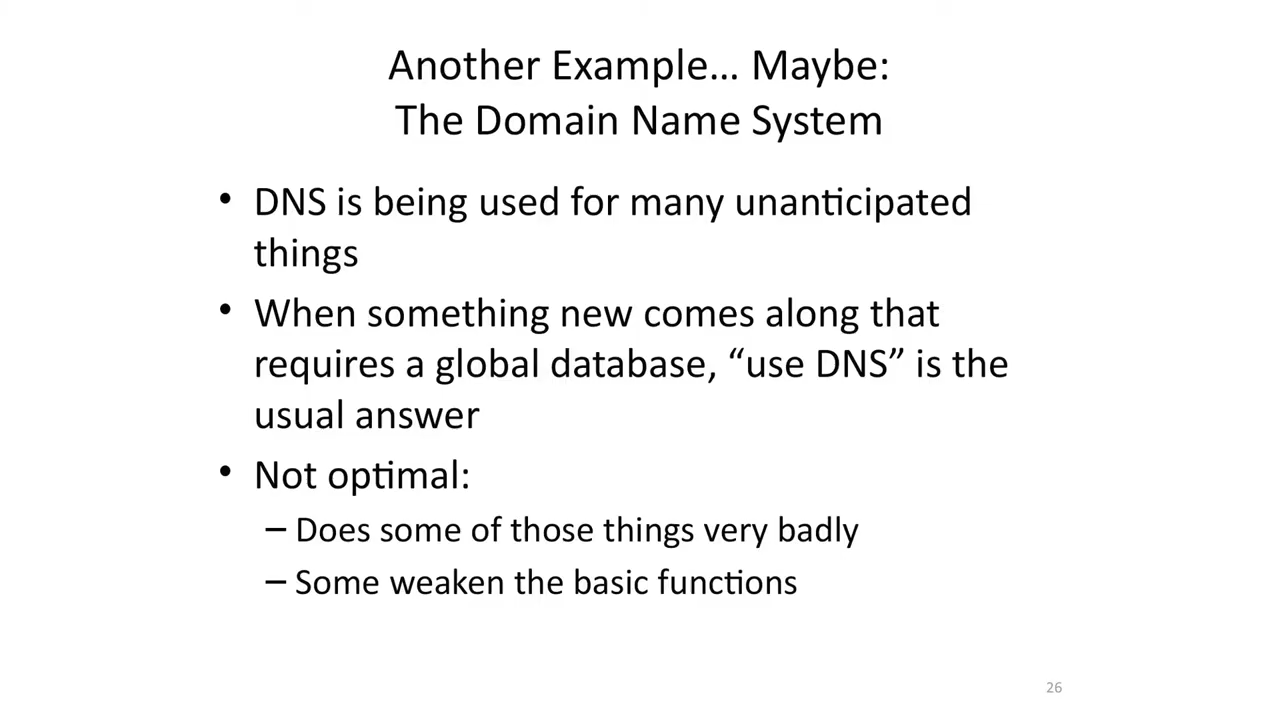 Another Example... Maybe:
The Domain Name System
• DNS is being used for many unanticipated
things
• When something new comes along that
requires a global database, “use DNS” is the
usual answer
• Not optimal:
– Does some of those things very badly
– Some weaken the basic functions
26